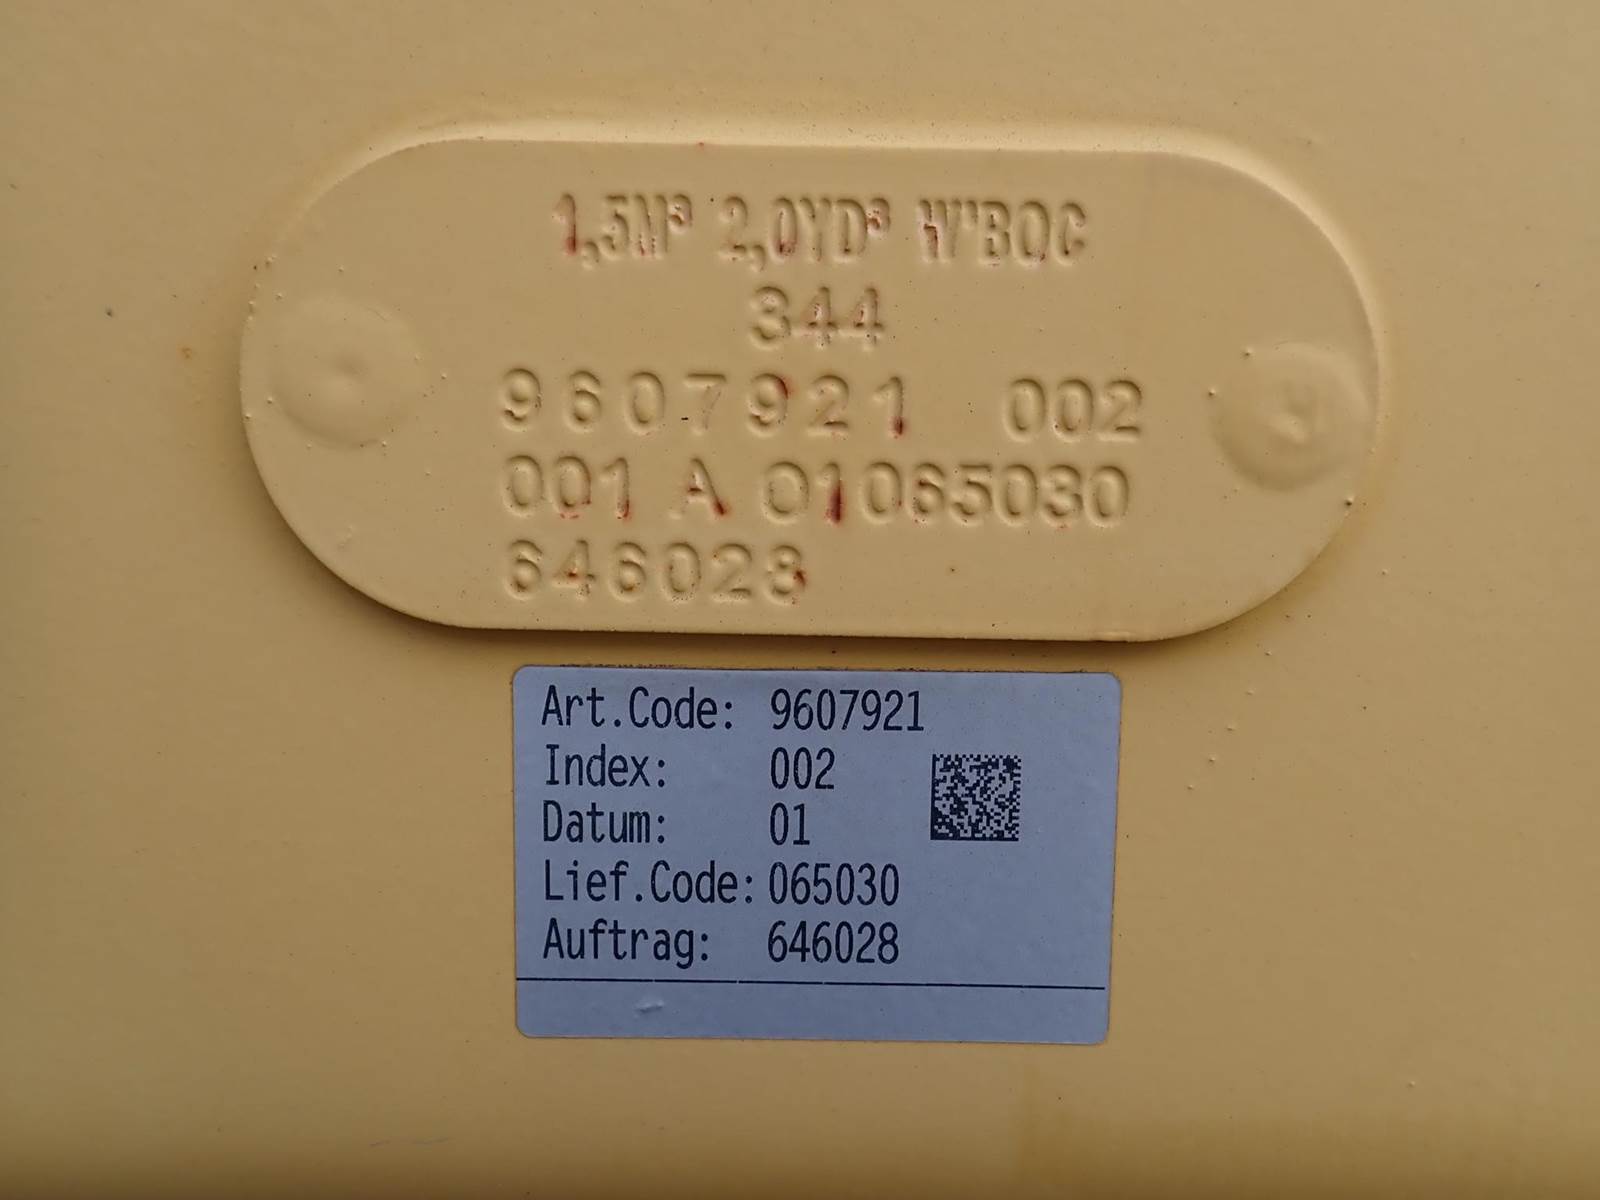 1,5M³ 2,0YD³ W'BOC
344
9607921 002
001 A 01065030
646028
Art.Code: 9607921
Index: 002
Datum: 01
Lief.Code: 065030
Auftrag: 646028